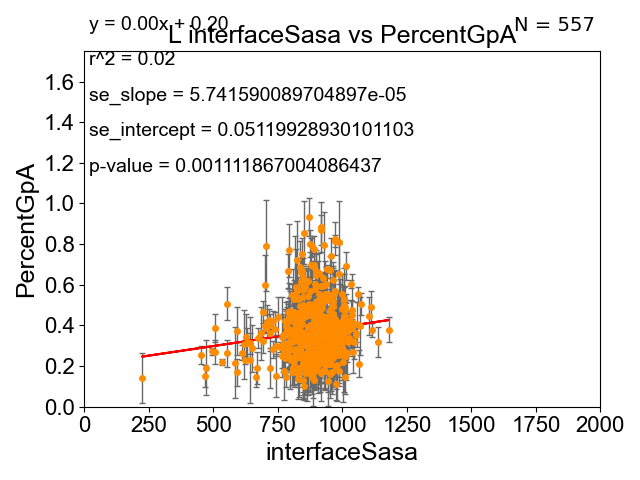 y = 0.00x + 0.20
L interfaceSasa vs PercentGpA
N = 557
r^2 = 0.02
se_slope = 5.741590089704897e-05
se_intercept = 0.05119928930101103
p-value = 0.001111867004086437
PercentGpA
1.6
1.4
1.2
1.0
0.8
0.6
0.4
0.2
0.0
0 250 500 750 1000 1250 1500 1750 2000
interfaceSasa